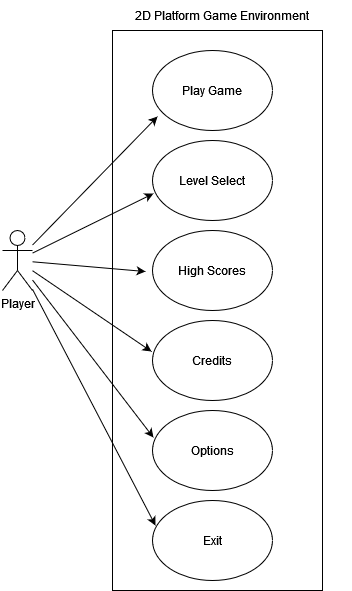 2D Platform Game Environment
Play Game
Level Select
High Scores
Player
Credits
Options
Exit